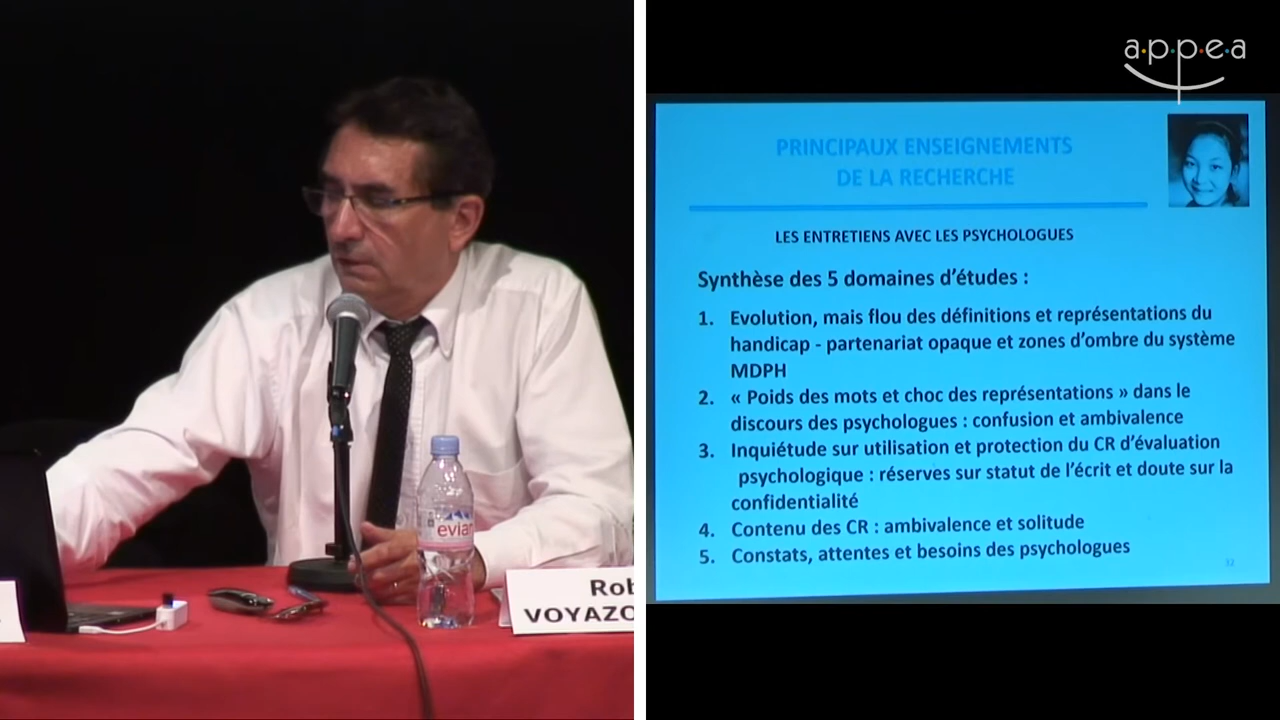 evian
Rob
VOYAZO
a·p·p·e·a
PRINCIPAUX ENSEIGNEMENTS
DE LA RECHERCHE
LES ENTRETIENS AVEC LES PSYCHOLOGUES
Synthèse des 5 domaines d’études :
1. Evolution, mais flou des définitions et représentations du
handicap - partenariat opaque et zones d’ombre du système
MDPH
2. « Poids des mots et choc des représentations » dans le
discours des psychologues : confusion et ambivalence
3. Inquiétude sur utilisation et protection du CR d’évaluation
psychologique : réserves sur statut de l’écrit et doute sur la
confidentialité
4. Contenu des CR : ambivalence et solitude
5. Constats, attentes et besoins des psychologues